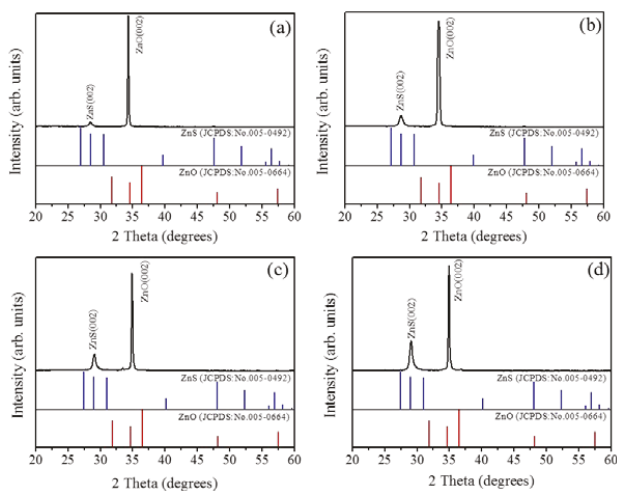 (a)
ZnS(002)
ZnO(002)
ZnS (JCPDS:No.005-0492)
ZnO (JCPDS:No.005-0664)
Intensity (arb. units)
20 25 30 35 40 45 50 55 60
2 Theta (degrees)
(b)
ZnS(002)
ZnO(002)
ZnS (JCPDS:No.005-0492)
ZnO (JCPDS:No.005-0664)
Intensity (arb. units)
20 25 30 35 40 45 50 55 60
2 Theta (degrees)
(c)
ZnS(002)
ZnO(002)
ZnS (JCPDS:No.005-0492)
ZnO (JCPDS:No.005-0664)
Intensity (arb. units)
20 25 30 35 40 45 50 55 60
2 Theta (degrees)
(d)
ZnS(002)
ZnO(002)
ZnS (JCPDS:No.005-0492)
ZnO (JCPDS:No.005-0664)
Intensity (arb. units)
20 25 30 35 40 45 50 55 60
2 Theta (degrees)